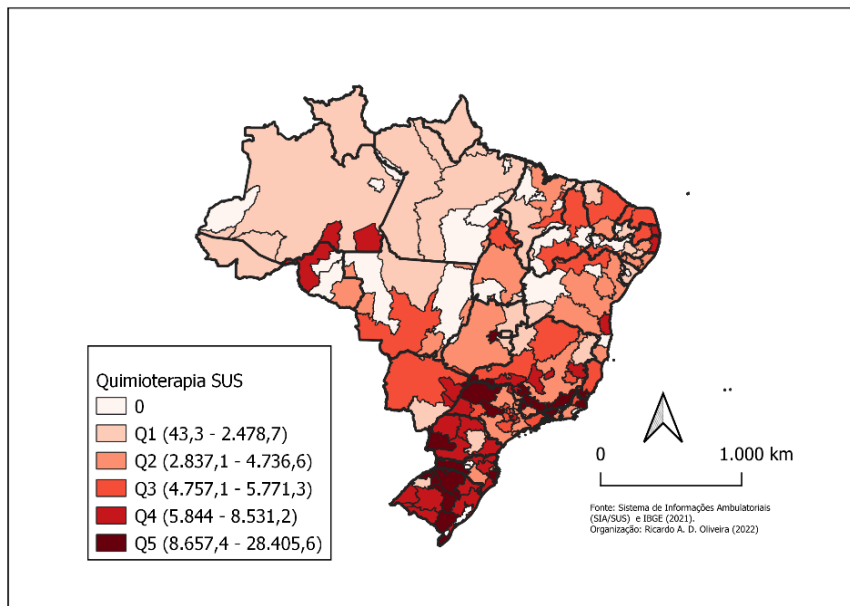 Quimioterapia SUS
0
Q1 (43,3 - 2.478,7)
Q2 (2.837,1 - 4.736,6)
Q3 (4.757,1 - 5.771,3)
Q4 (5.844 - 8.531,2)
Q5 (8.657,4 - 28.405,6)
0 1.000 km
Fonte: Sistema de Informações Ambulatoriais
(SIA/SUS) e IBGE (2021).
Organização: Ricardo A. D. Oliveira (2022)